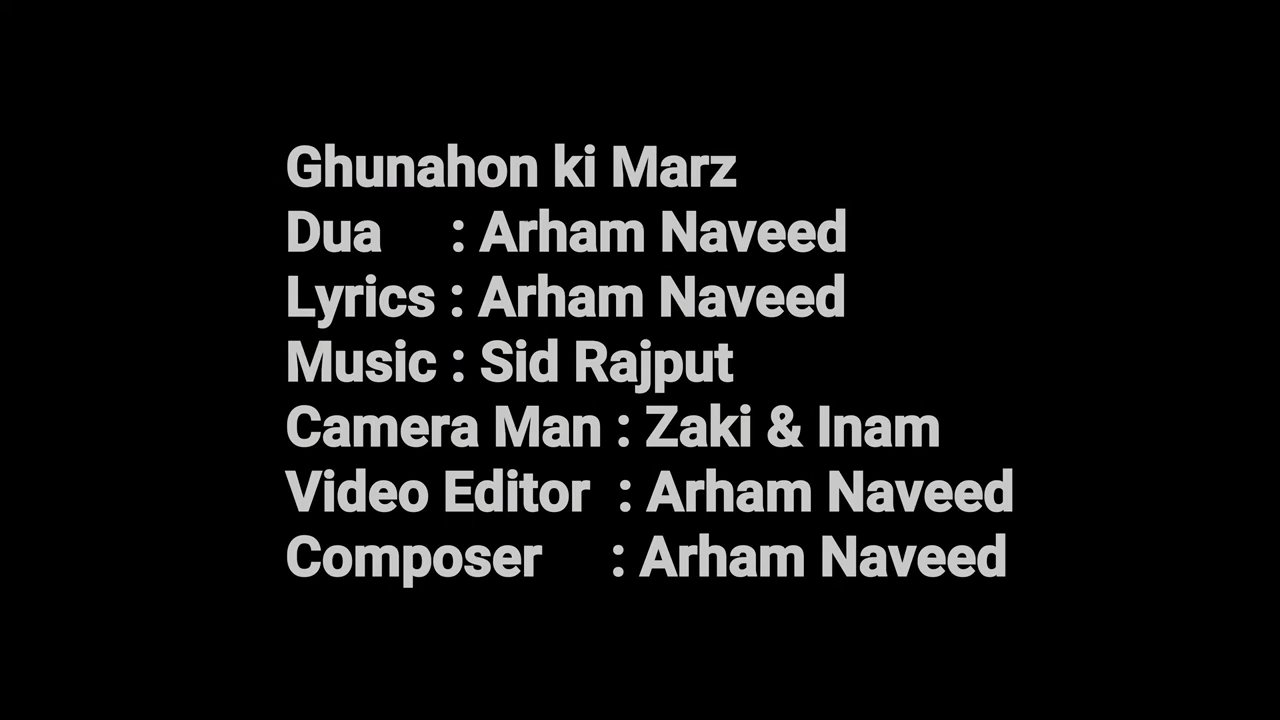 Ghunahon ki Marz
Dua : Arham Naveed
Lyrics : Arham Naveed
Music : Sid Rajput
Camera Man : Zaki & Inam
Video Editor : Arham Naveed
Composer : Arham Naveed